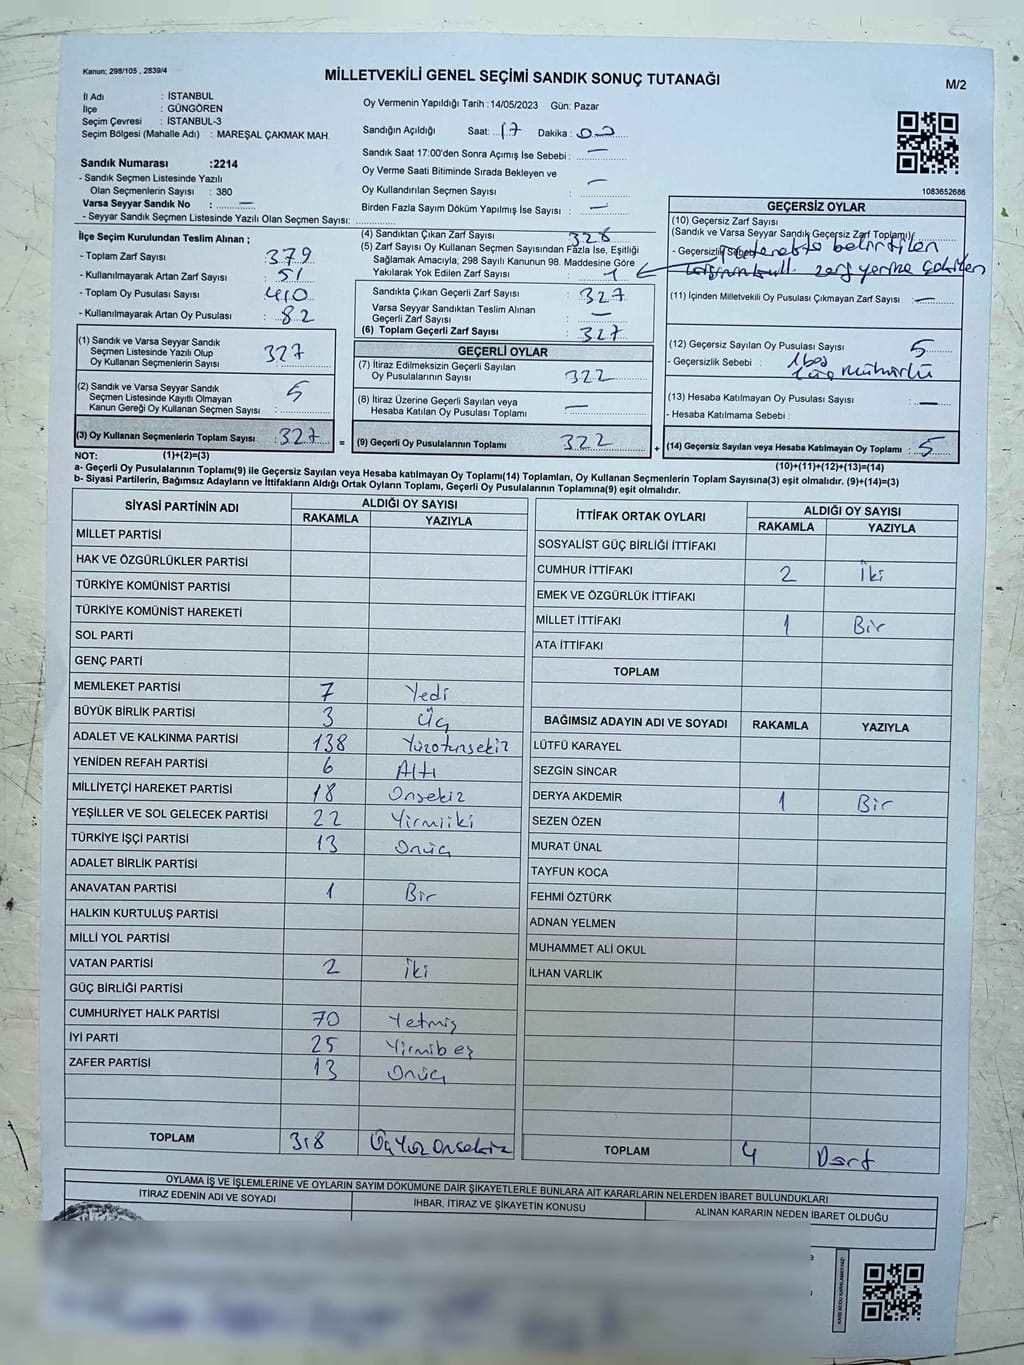 Kanun; 298/105 , 2839/4
MİLLETVEKİLİ GENEL SEÇİMİ SANDIK SONUÇ TUTANAĞI
M/2
İl Adı : İSTANBUL
İlçe : GÜNGÖREN
Seçim Çevresi : İSTANBUL-3
Seçim Bölgesi (Mahalle Adı) : MAREŞAL ÇAKMAK MAH.
Sandık Numarası :2214
- Sandık Seçmen Listesinde Yazılı
Olan Seçmenlerin Sayısı : 380
Varsa Seyyar Sandık No : —
- Seyyar Sandık Seçmen Listesinde Yazılı Olan Seçmen Sayısı:
Oy Vermenin Yapıldığı Tarih :14/05/2023 Gün: Pazar
Sandığın Açıldığı Saat: 17 Dakika : 00
Sandık Saat 17:00'den Sonra Açımış İse Sebebi : —
Oy Verme Saati Bitiminde Sırada Bekleyen ve
Oy Kullandırılan Seçmen Sayısı : —
Birden Fazla Sayım Döküm Yapılmış İse Sayısı : —
1083652686
İlçe Seçim Kurulundan Teslim Alınan ;
- Toplam Zarf Sayısı : 379
- Kullanılmayarak Artan Zarf Sayısı : 51
- Toplam Oy Pusulası Sayısı : 410
- Kullanılmayarak Artan Oy Pusulası : 82
(1) Sandık ve Varsa Seyyar Sandık
Seçmen Listesinde Yazılı Olup
Oy Kullanan Seçmenlerin Sayısı : 327
(2) Sandık ve Varsa Seyyar Sandık
Seçmen Listesinde Kayıtlı Olmayan
Kanun Gereği Oy Kullanan Seçmen Sayısı : 5
(3) Oy Kullanan Seçmenlerin Toplam Sayısı : 327
(4) Sandıktan Çıkan Zarf Sayısı : 328
(5) Zarf Sayısı Oy Kullanan Seçmen Sayısından Fazla İse, Eşitliği
Sağlamak Amacıyla; 298 Sayılı Kanunun 98. Maddesine Göre
Yakılarak Yok Edilen Zarf Sayısı : 1
Sandıkta Çıkan Geçerli Zarf Sayısı : 327
Varsa Seyyar Sandıktan Teslim Alınan
Geçerli Zarf Sayısı : —
(6) Toplam Geçerli Zarf Sayısı : 327
GEÇERLİ OYLAR
(7) İtiraz Edilmeksizin Geçerli Sayılan
Oy Pusulalarının Sayısı : 322
(8) İtiraz Üzerine Geçerli Sayılan veya
Hesaba Katılan Oy Pusulası Toplamı : —
= (9) Geçerli Oy Pusulalarının Toplamı 322
GEÇERSİZ OYLAR
(10) Geçersiz Zarf Sayısı
(Sandık ve Varsa Seyyar Sandık Geçersiz Zarf Toplamı)
- Geçersizlik Sebebi
belirtilen
zarf yerine çekilen
(11) İçinden Milletvekili Oy Pusulası Çıkmayan Zarf Sayısı : —
(12) Geçersiz Sayılan Oy Pusulası Sayısı : 5
- Geçersizlik Sebebi : 1 boş
mühürlü
(13) Hesaba Katılmayan Oy Pusulası Sayısı : —
- Hesaba Katılmama Sebebi :
+ (14) Geçersiz Sayılan veya Hesaba Katılmayan Oy Toplamı : 5
NOT: (1)+(2)=(3)
(10)+(11)+(12)+(13)=(14)
a- Geçerli Oy Pusulalarının Toplamı(9) ile Geçersiz Sayılan veya Hesaba katılmayan Oy Toplamı(14) Toplamları, Oy Kullanan Seçmenlerin Toplam Sayısına(3) eşit olmalıdır. (9)+(14)=(3)
b- Siyasi Partilerin, Bağımsız Adayların ve İttifakların Aldığı Ortak Oyların Toplamı, Geçerli Oy Pusulalarının Toplamına(9) eşit olmalıdır.
SİYASİ PARTİNİN ADI ALDIĞI OY SAYISI
RAKAMLA YAZIYLA
MİLLET PARTİSİ
HAK VE ÖZGÜRLÜKLER PARTİSİ
TÜRKİYE KOMÜNİST PARTİSİ
TÜRKİYE KOMÜNİST HAREKETİ
SOL PARTİ
GENÇ PARTİ
MEMLEKET PARTİSİ 7 Yedi
BÜYÜK BİRLİK PARTİSİ 3 Üç
ADALET VE KALKINMA PARTİSİ 138 Yüzotuzsekiz
YENİDEN REFAH PARTİSİ 6 Altı
MİLLİYETÇİ HAREKET PARTİSİ 18 Onsekiz
YEŞİLLER VE SOL GELECEK PARTİSİ 22 Yirmiiki
TÜRKİYE İŞÇİ PARTİSİ 13 Onüç
ADALET BİRLİK PARTİSİ
ANAVATAN PARTİSİ 1 Bir
HALKIN KURTULUŞ PARTİSİ
MİLLİ YOL PARTİSİ
VATAN PARTİSİ 2 iki
GÜÇ BİRLİĞİ PARTİSİ
CUMHURİYET HALK PARTİSİ 70 Yetmiş
İYİ PARTİ 25 Yirmibeş
ZAFER PARTİSİ 13 Onüç
TOPLAM 318 Üç Yüz Onsekiz
İTTİFAK ORTAK OYLARI ALDIĞI OY SAYISI
RAKAMLA YAZIYLA
SOSYALİST GÜÇ BİRLİĞİ İTTİFAKI
CUMHUR İTTİFAKI 2 İki
EMEK VE ÖZGÜRLÜK İTTİFAKI
MİLLET İTTİFAKI 1 Bir
ATA İTTİFAKI
TOPLAM
BAĞIMSIZ ADAYIN ADI VE SOYADI RAKAMLA YAZIYLA
LÜTFÜ KARAYEL
SEZGİN SİNCAR
DERYA AKDEMİR 1 Bir
SEZEN ÖZEN
MURAT ÜNAL
TAYFUN KOCA
FEHMİ ÖZTÜRK
ADNAN YELMEN
MUHAMMET ALİ OKUL
İLHAN VARLIK
TOPLAM 4 Dört
OYLAMA İŞ VE İŞLEMLERİNE VE OYLARIN SAYIM DÖKÜMÜNE DAİR ŞİKAYETLERLE BUNLARA AİT KARARLARIN NELERDEN İBARET BULUNDUKLARI
İTİRAZ EDENİN ADI VE SOYADI İHBAR, İTİRAZ VE ŞİKAYETİN KONUSU ALINAN KARARIN NEDEN İBARET OLDUĞU